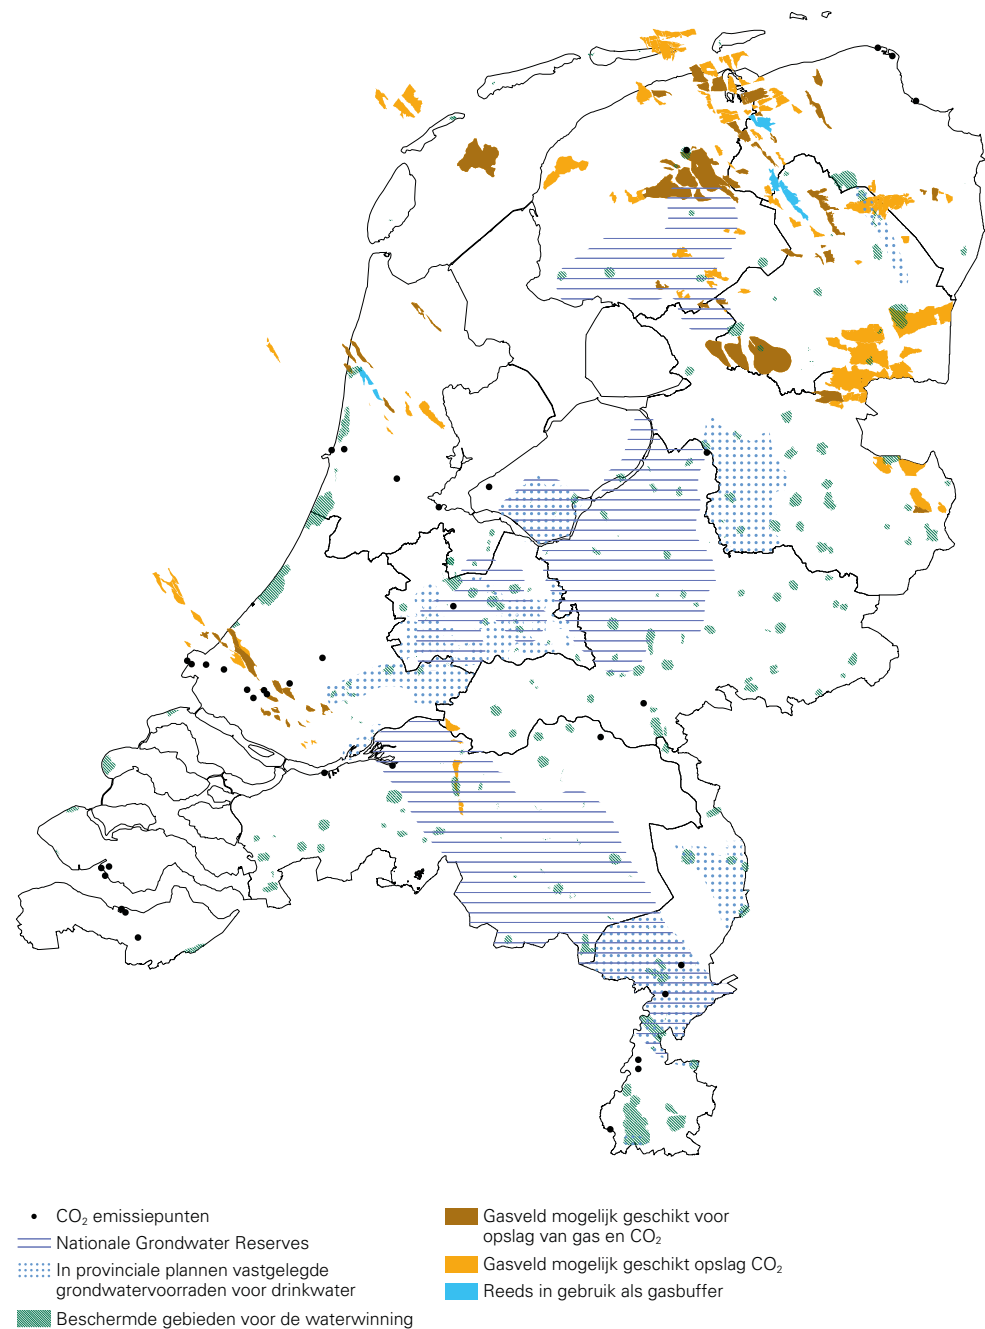 CO₂ emissiepunten
Nationale Grondwater Reserves
In provinciale plannen vastgelegde
grondwatervoorraden voor drinkwater
Beschermde gebieden voor de waterwinning
Gasveld mogelijk geschikt voor
opslag van gas en CO₂
Gasveld mogelijk geschikt opslag CO₂
Reeds in gebruik als gasbuffer